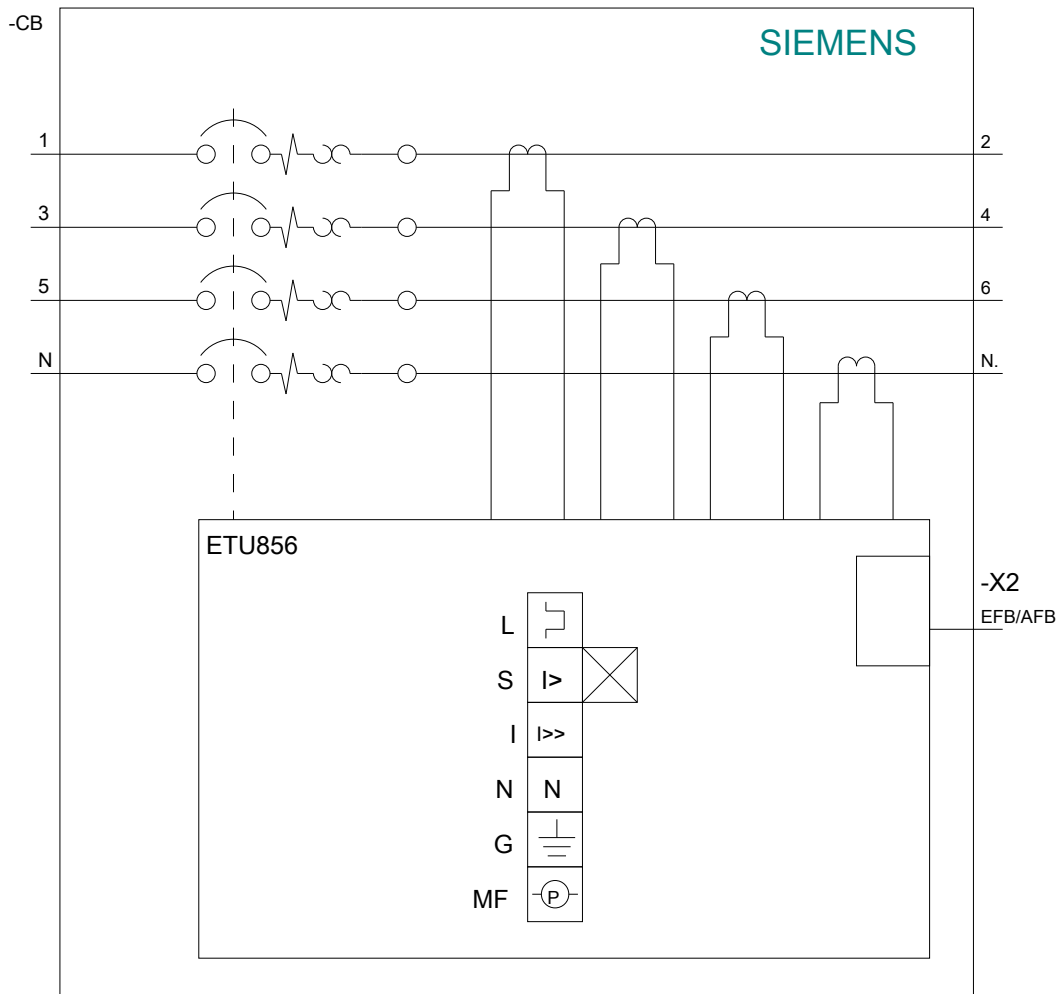 -CB
SIEMENS
1
2
3
4
5
6
N
N.
ETU856
-X2
EFB/AFB
L
S I>
I I>>
N N
G
MF P